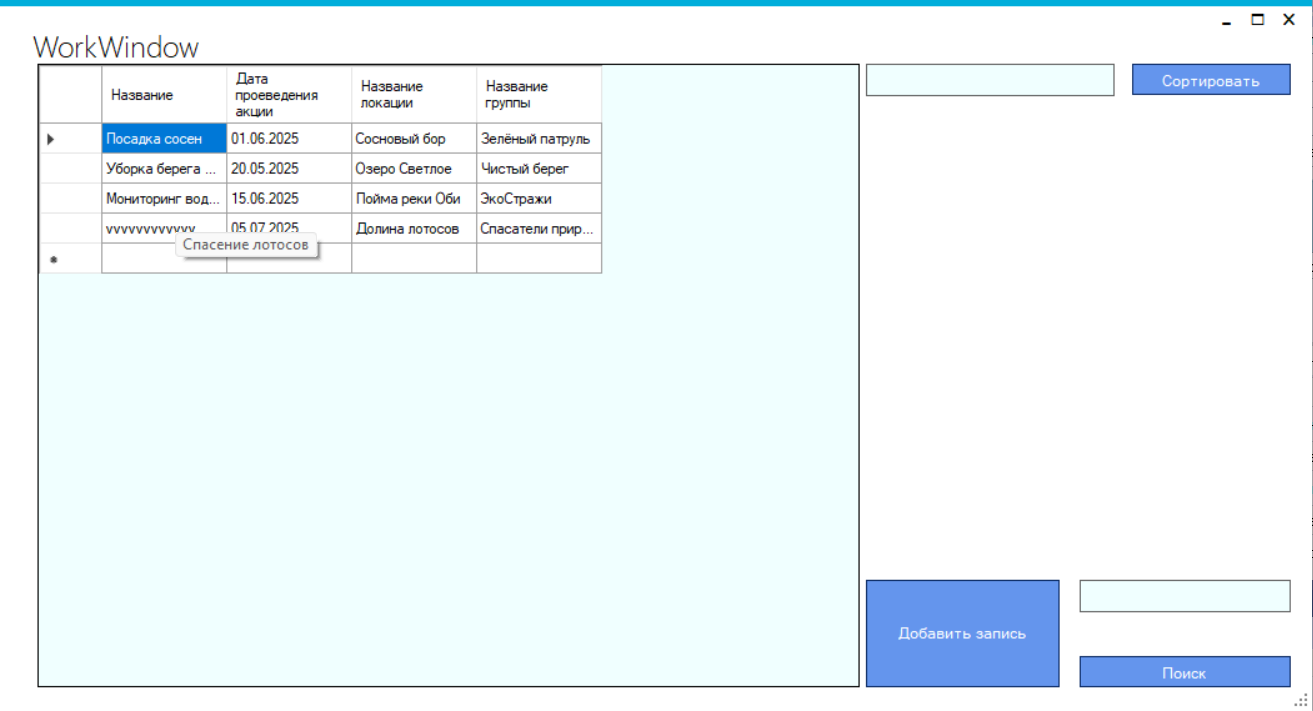 WorkWindow
Название
Дата проеведения акции
Название локации
Название группы
Сортировать
Посадка сосен 01.06.2025 Сосновый бор Зелёный патруль
Уборка берега ... 20.05.2025 Озеро Светлое Чистый берег
Мониторинг вод... 15.06.2025 Пойма реки Оби ЭкоСтражи
vvvvvvvvvvvv 05.07.2025 Долина лотосов Спасатели прир...
Спасение лотосов
Добавить запись
Поиск